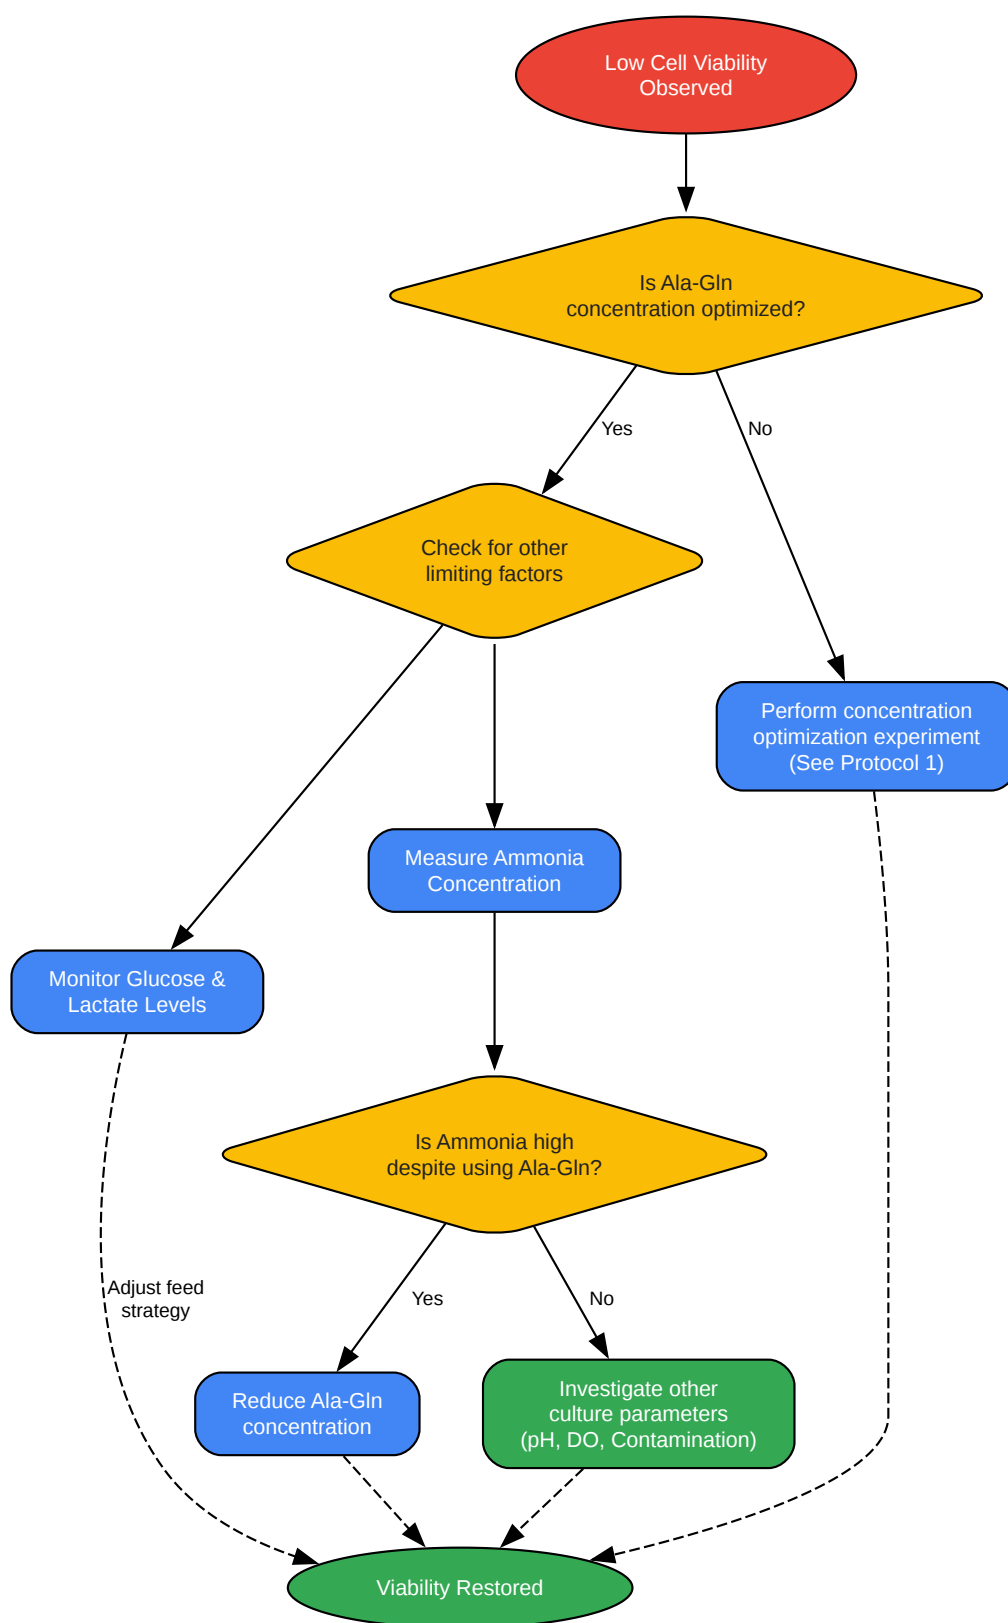 Low Cell Viability
Observed
Is Ala-Gln
concentration optimized?
Yes
No
Check for other
limiting factors
Perform concentration
optimization experiment
(See Protocol 1)
Measure Ammonia
Concentration
Monitor Glucose &
Lactate Levels
Is Ammonia high
despite using Ala-Gln?
Adjust feed
strategy
Yes
No
Reduce Ala-Gln
concentration
Investigate other
culture parameters
(pH, DO, Contamination)
Viability Restored